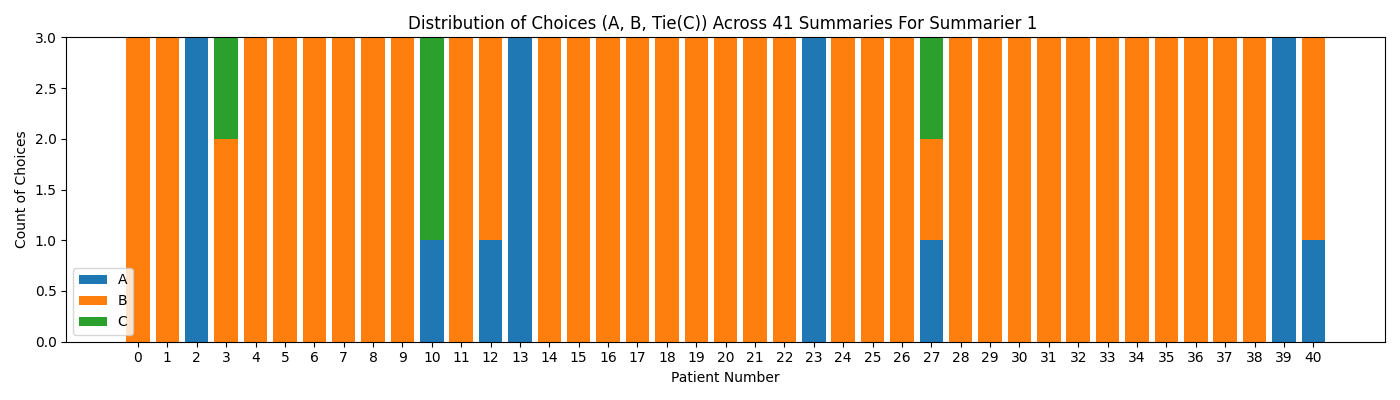 Distribution of Choices (A, B, Tie(C)) Across 41 Summaries For Summarier 1
Count of Choices
3.0
2.5
2.0
1.5
1.0
0.5
0.0
A
B
C
0 1 2 3 4 5 6 7 8 9 10 11 12 13 14 15 16 17 18 19 20 21 22 23 24 25 26 27 28 29 30 31 32 33 34 35 36 37 38 39 40
Patient Number